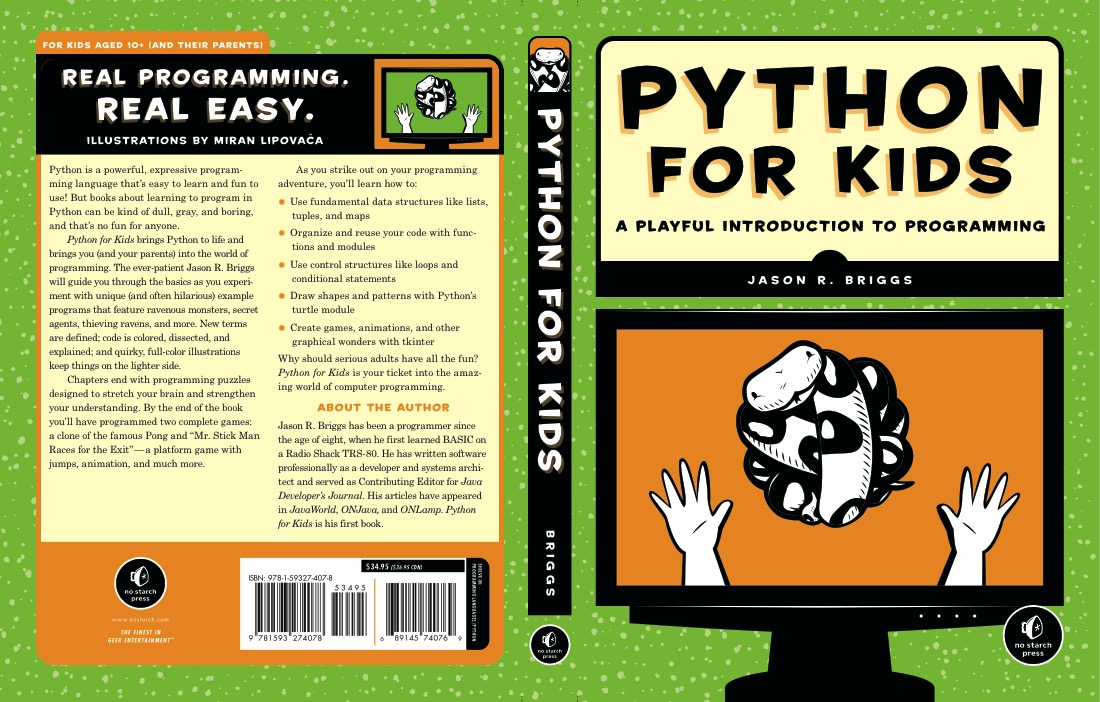 FOR KIDS AGED 10+ (AND THEIR PARENTS)
REAL PROGRAMMING.
REAL EASY.
ILLUSTRATIONS BY MIRAN LIPOVAČA
Python is a powerful, expressive program-
ming language that’s easy to learn and fun to
use! But books about learning to program in
Python can be kind of dull, gray, and boring,
and that’s no fun for anyone.
Python for Kids brings Python to life and
brings you (and your parents) into the world of
programming. The ever-patient Jason R. Briggs
will guide you through the basics as you experi-
ment with unique (and often hilarious) example
programs that feature ravenous monsters, secret
agents, thieving ravens, and more. New terms
are defined; code is colored, dissected, and
explained; and quirky, full-color illustrations
keep things on the lighter side.
Chapters end with programming puzzles
designed to stretch your brain and strengthen
your understanding. By the end of the book
you’ll have programmed two complete games:
a clone of the famous Pong and “Mr. Stick Man
Races for the Exit”—a platform game with
jumps, animation, and much more.
As you strike out on your programming
adventure, you’ll learn how to:
Use fundamental data structures like lists,
tuples, and maps
Organize and reuse your code with func-
tions and modules
Use control structures like loops and
conditional statements
Draw shapes and patterns with Python’s
turtle module
Create games, animations, and other
graphical wonders with tkinter
Why should serious adults have all the fun?
Python for Kids is your ticket into the amaz-
ing world of computer programming.
ABOUT THE AUTHOR
Jason R. Briggs has been a programmer since
the age of eight, when he first learned BASIC on
a Radio Shack TRS-80. He has written software
professionally as a developer and systems archi-
tect and served as Contributing Editor for Java
Developer’s Journal. His articles have appeared
in JavaWorld, ONJava, and ONLamp. Python
for Kids is his first book.
no starch
press
www.nostarch.com
THE FINEST IN
GEEK ENTERTAINMENT™
$34.95 ($36.95 CDN)
ISBN: 978-1-59327-407-8
53495
9 781593 274078
6 89145 74076 9
SHELVE IN:
PROGRAMMING LANGUAGES/PYTHON
PYTHON FOR KIDS
BRIGGS
no starch
press
PYTHON
FOR KIDS
A PLAYFUL INTRODUCTION TO PROGRAMMING
JASON R. BRIGGS
no starch
press